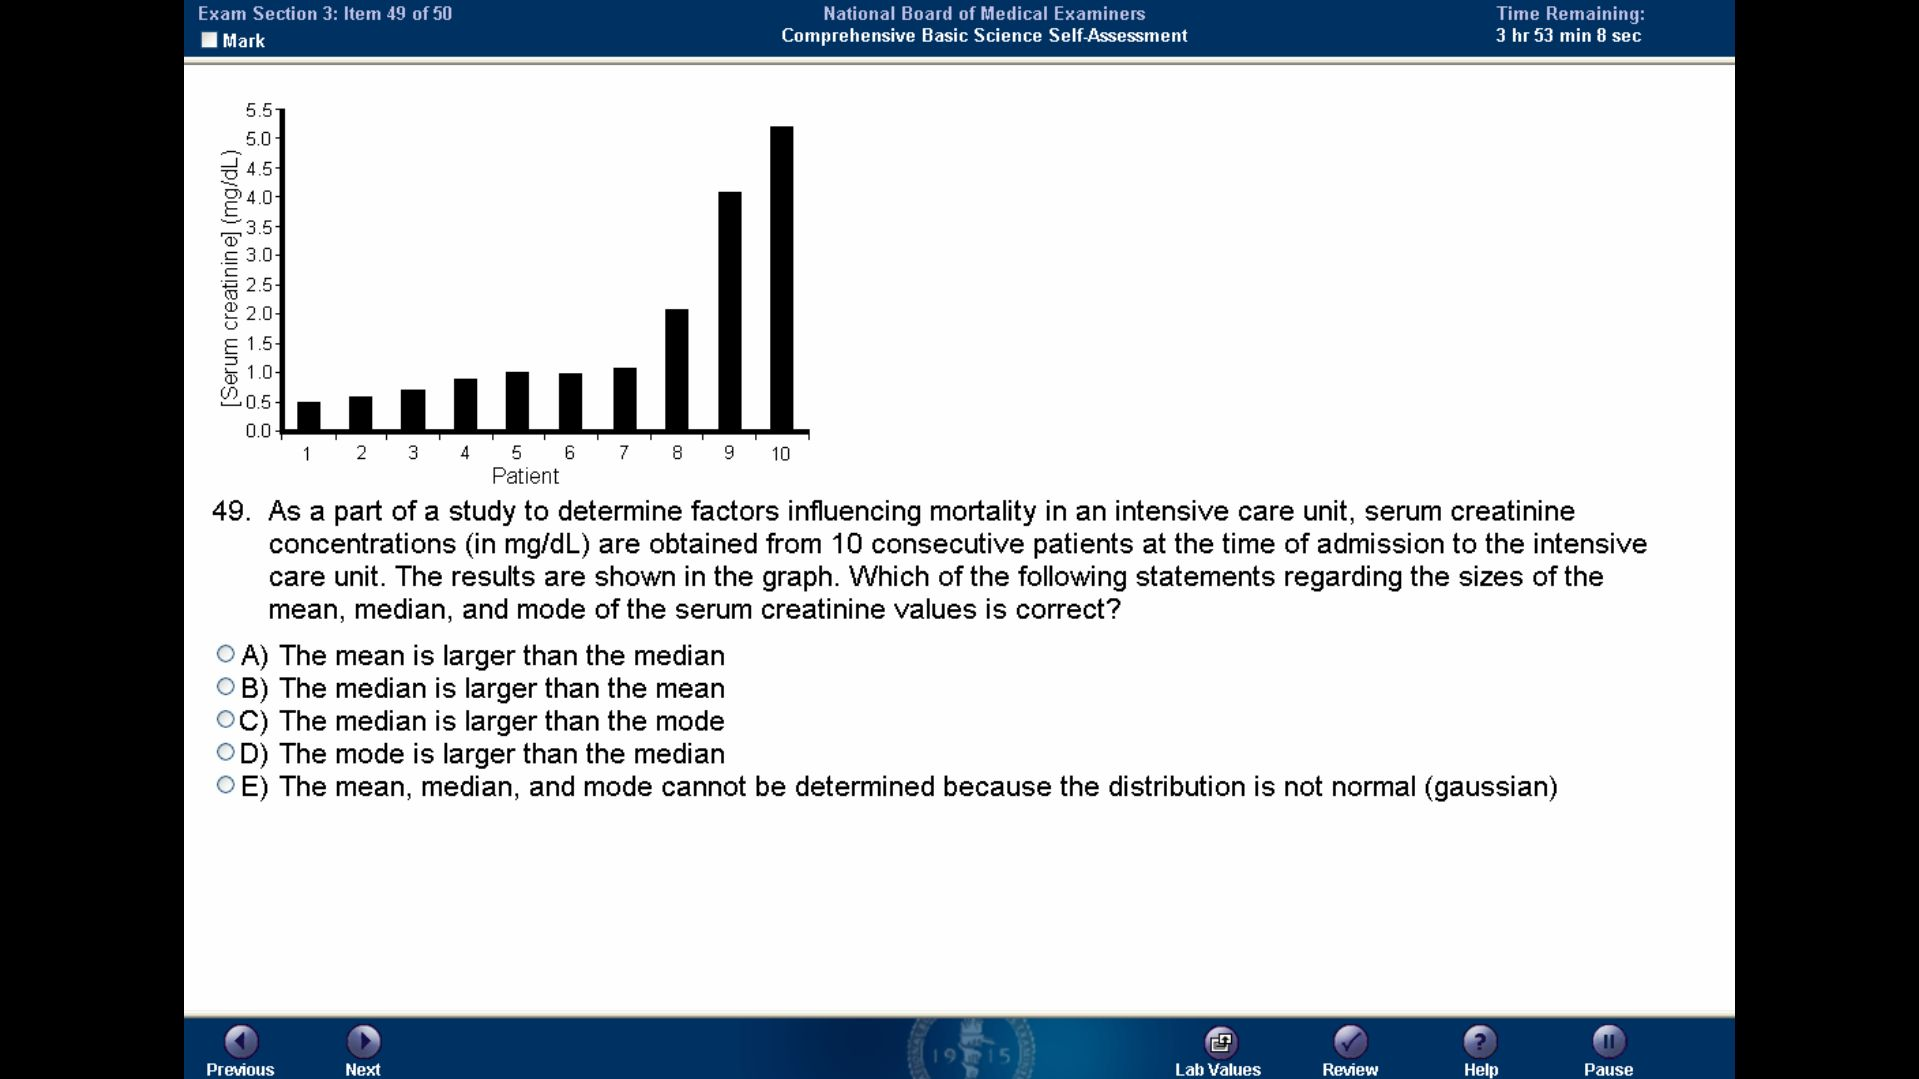 Exam Section 3: Item 49 of 50
Mark
National Board of Medical Examiners
Comprehensive Basic Science Self-Assessment
Time Remaining:
3 hr 53 min 8 sec
[Serum creatinine] (mg/dL)
5.5
5.0
4.5
4.0
3.5
3.0
2.5
2.0
1.5
1.0
0.5
0.0
1 2 3 4 5 6 7 8 9 10
Patient
49. As a part of a study to determine factors influencing mortality in an intensive care unit, serum creatinine
concentrations (in mg/dL) are obtained from 10 consecutive patients at the time of admission to the intensive
care unit. The results are shown in the graph. Which of the following statements regarding the sizes of the
mean, median, and mode of the serum creatinine values is correct?
A) The mean is larger than the median
B) The median is larger than the mean
C) The median is larger than the mode
D) The mode is larger than the median
E) The mean, median, and mode cannot be determined because the distribution is not normal (gaussian)
Previous
Next
19 15
Lab Values
Review
Help
Pause